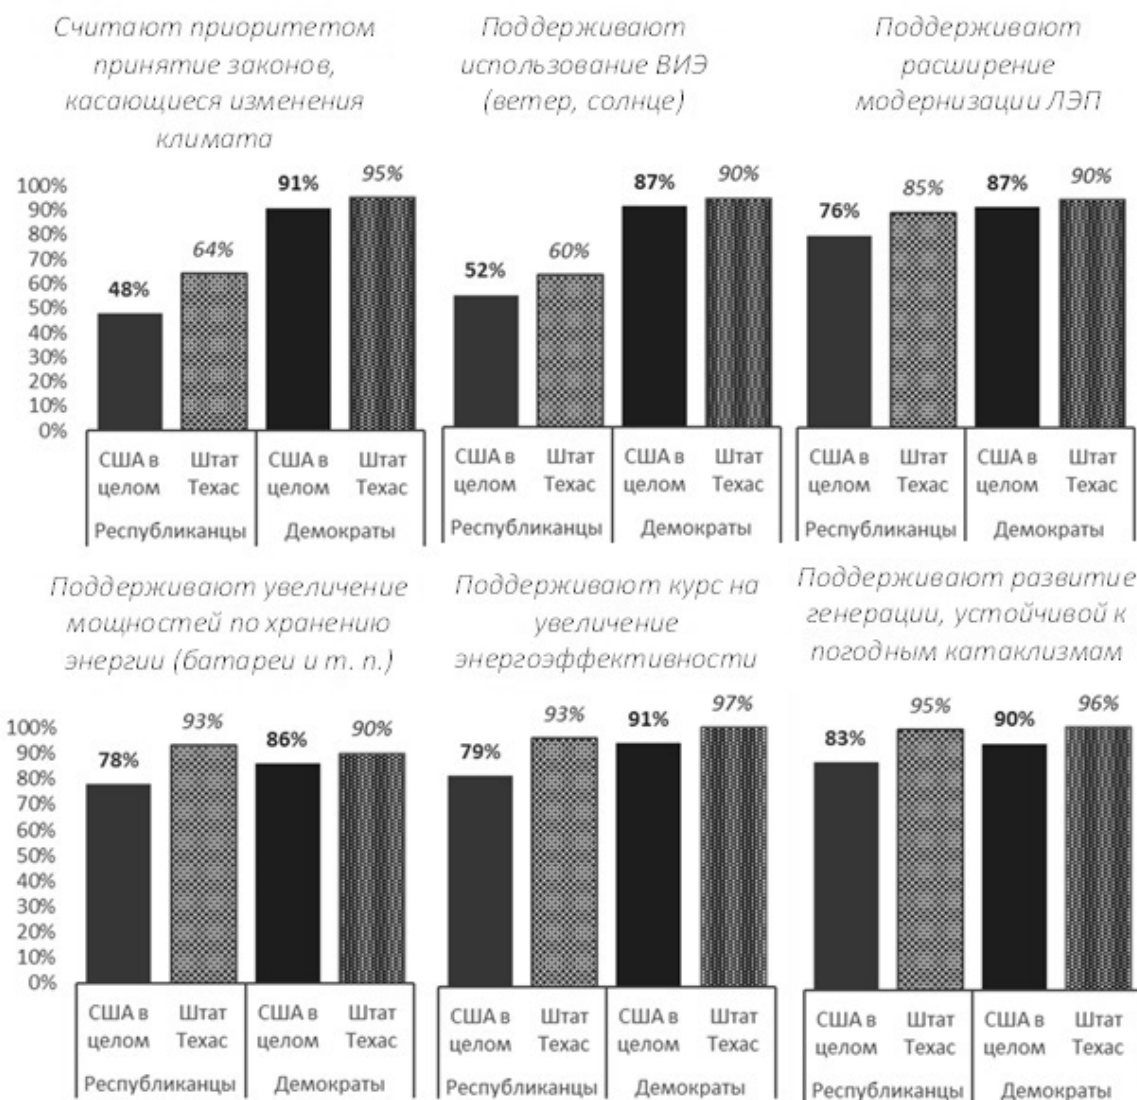 Считают приоритетом
принятие законов,
касающиеся изменения
климата
100%
90%
80%
70%
60%
50%
40%
30%
20%
10%
0%
48%
64%
91%
95%
США в Штат США в Штат
целом Техас целом Техас
Республиканцы Демократы
Поддерживают
использование ВИЭ
(ветер, солнце)
52%
60%
87%
90%
США в Штат США в Штат
целом Техас целом Техас
Республиканцы Демократы
Поддерживают
расширение
модернизации ЛЭП
76%
85%
87%
90%
США в Штат США в Штат
целом Техас целом Техас
Республиканцы Демократы
Поддерживают увеличение
мощностей по хранению
энергии (батареи и т. п.)
100%
90%
80%
70%
60%
50%
40%
30%
20%
10%
0%
78%
93%
86%
90%
США в Штат США в Штат
целом Техас целом Техас
Республиканцы Демократы
Поддерживают курс на
увеличение
энергоэффективности
79%
93%
91%
97%
США в Штат США в Штат
целом Техас целом Техас
Республиканцы Демократы
Поддерживают развитие
генерации, устойчивой к
погодным катаклизмам
83%
95%
90%
96%
США в Штат США в Штат
целом Техас целом Техас
Республиканцы Демократы